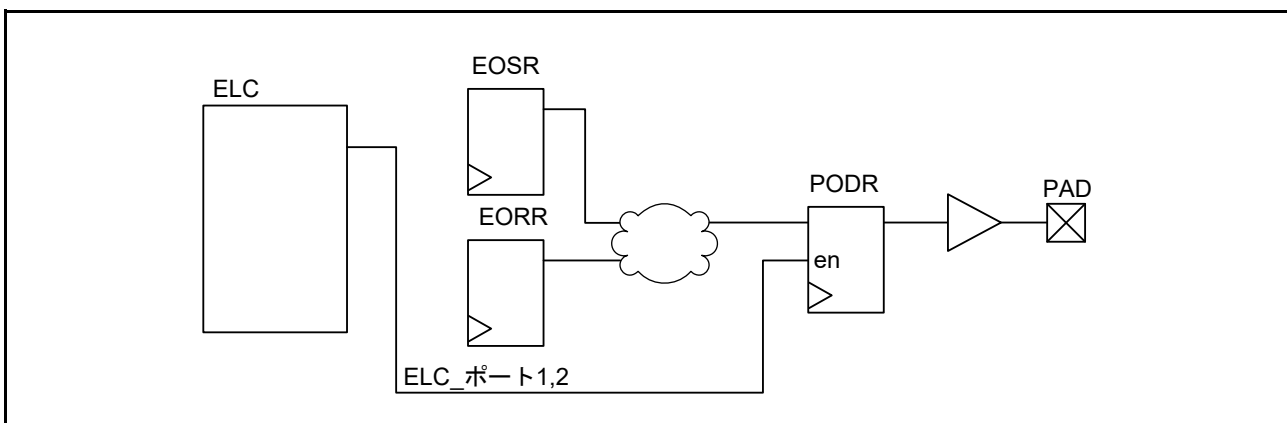 EOSR
ELC
EORR
PODR
PAD
en
ELC_ポート1,2